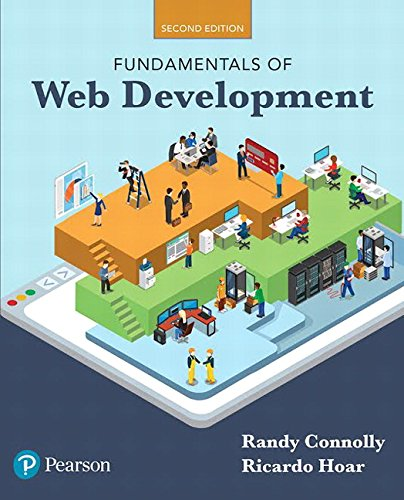 SECOND EDITION
FUNDAMENTALS OF
Web Development
Randy Connolly
Ricardo Hoar
Pearson